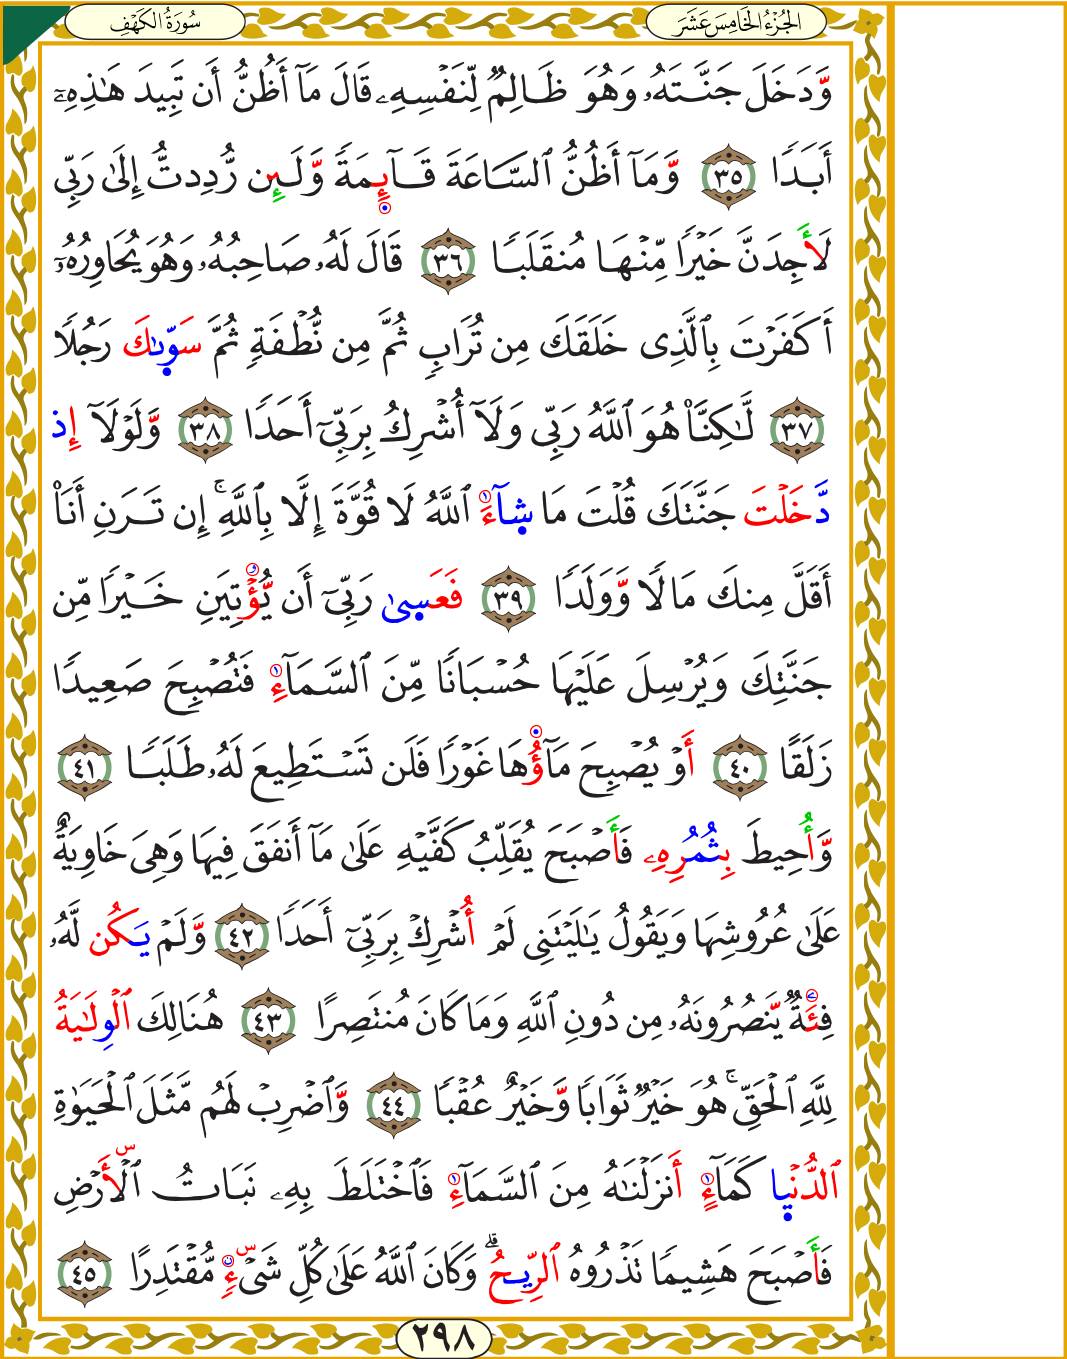 الجُزْءُ الخَامِسَ عَشَرَ
سُورَةُ الكَهْفِ
وَّدَخَلَ جَنَّتَهُۥ وَهُوَ ظَالِمٌ لِّنَفْسِهِۦ قَالَ مَآ أَظُنُّ أَن تَبِيدَ هَٰذِهِۦٓ
أَبَدًا ٣٥ وَّمَآ أَظُنُّ ٱلسَّاعَةَ قَآئِمَةً وَّلَئِن رُّدِدتُّ إِلَىٰ رَبِّى
لَأَجِدَنَّ خَيْرًا مِّنْهَا مُنقَلَبًا ٣٦ قَالَ لَهُۥ صَاحِبُهُۥ وَهُوَ يُحَاوِرُهُۥٓ
أَكَفَرْتَ بِٱلَّذِى خَلَقَكَ مِن تُرَابٍ ثُمَّ مِن نُّطْفَةٍ ثُمَّ سَوَّىٰكَ رَجُلًا
٣٧ لَّٰكِنَّا۠ هُوَ ٱللَّهُ رَبِّى وَلَآ أُشْرِكُ بِرَبِّىٓ أَحَدًا ٣٨ وَّلَوْلَآ إِذ
دَّخَلْتَ جَنَّتَكَ قُلْتَ مَا شَآءَ ٱللَّهُ لَا قُوَّةَ إِلَّا بِٱللَّهِ ۚ إِن تَرَنِ أَنَا۠
أَقَلَّ مِنكَ مَالًا وَّوَلَدًا ٣٩ فَعَسَىٰ رَبِّىٓ أَن يُّؤْتِيَنِ خَيْرًا مِّن
جَنَّتِكَ وَيُرْسِلَ عَلَيْهَا حُسْبَانًا مِّنَ ٱلسَّمَآءِ فَتُصْبِحَ صَعِيدًا
زَلَقًا ٤٠ أَوْ يُصْبِحَ مَآؤُهَا غَوْرًا فَلَن تَسْتَطِيعَ لَهُۥ طَلَبًا ٤١
وَّأُحِيطَ بِثُمُرِهِۦ فَأَصْبَحَ يُقَلِّبُ كَفَّيْهِ عَلَىٰ مَآ أَنفَقَ فِيهَا وَهِىَ خَاوِيَةٌ
عَلَىٰ عُرُوشِهَا وَيَقُولُ يَٰلَيْتَنِى لَمْ أُشْرِكْ بِرَبِّىٓ أَحَدًا ٤٢ وَّلَمْ يَكُن لَّهُۥ
فِئَةٌ يَّنصُرُونَهُۥ مِن دُونِ ٱللَّهِ وَمَا كَانَ مُنتَصِرًا ٤٣ هُنَالِكَ ٱلْوِلَٰيَةُ
لِلَّهِ ٱلْحَقِّ ۚ هُوَ خَيْرٌ ثَوَابًا وَّخَيْرٌ عُقْبًا ٤٤ وَّٱضْرِبْ لَهُم مَّثَلَ ٱلْحَيَوٰةِ
ٱلدُّنْيَا كَمَآءٍ أَنزَلْنَٰهُ مِنَ ٱلسَّمَآءِ فَٱخْتَلَطَ بِهِۦ نَبَاتُ ٱلْأَرْضِ
فَأَصْبَحَ هَشِيمًا تَذْرُوهُ ٱلرِّيحُ ۗ وَكَانَ ٱللَّهُ عَلَىٰ كُلِّ شَىْءٍ مُّقْتَدِرًا ٤٥
٢٩٨